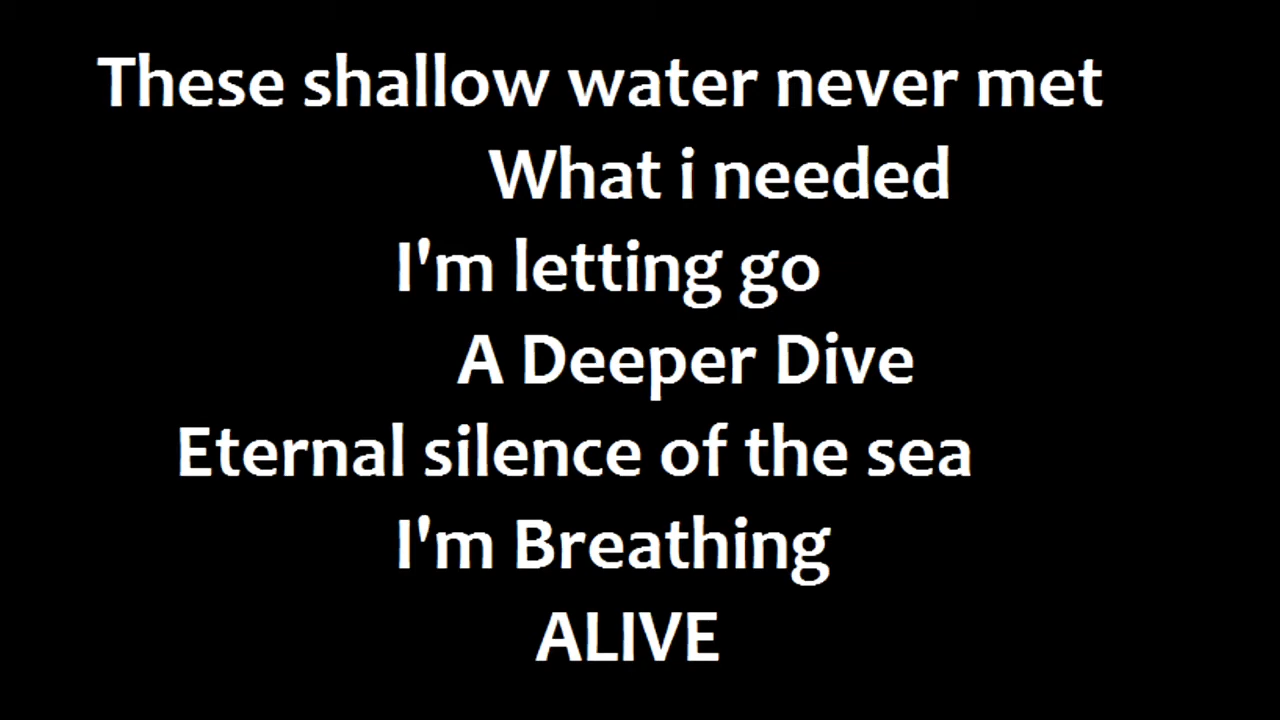 These shallow water never met
What i needed
I'm letting go
A Deeper Dive
Eternal silence of the sea
I'm Breathing
ALIVE